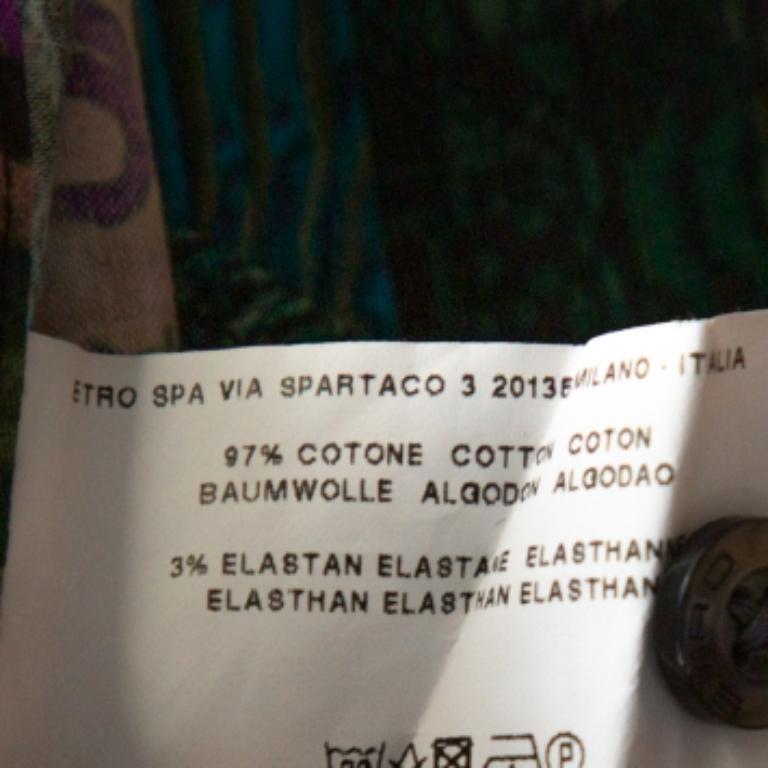 ETRO SPA VIA SPARTACO 3 20135 MILANO - ITALIA
97% COTONE COTTON COTON
BAUMWOLLE ALGODON ALGODAO
3% ELASTAN ELASTANE ELASTHANN
ELASTHAN ELASTHAN ELASTHAN
P